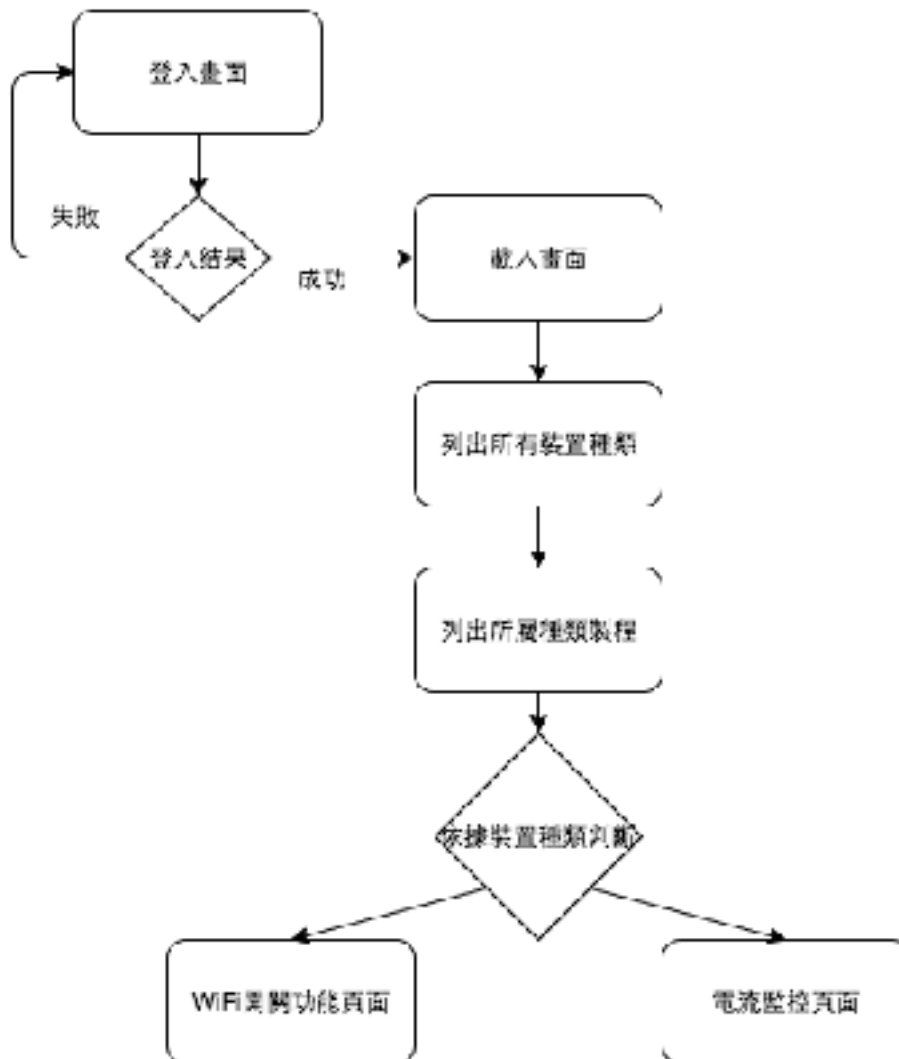 登入畫面
失敗
登入結果
成功
載入畫面
列出所有裝置種類
列出所屬種類製程
依據裝置種類判斷
WiFi開關功能頁面
電流監控頁面